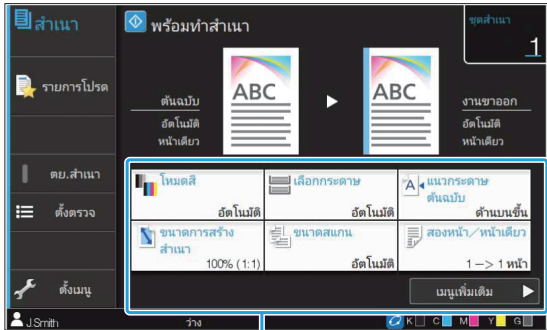 สำเนา
พร้อมทำสำเนา
ชุดสำเนา
1
รายการโปรด
ต้นฉบับ
อัตโนมัติ
หน้าเดียว
ABC
ABC
งานขาออก
อัตโนมัติ
หน้าเดียว
ตย.สำเนา
ตั้งตรวจ
ตั้งเมนู
โหมดสี
อัตโนมัติ
เลือกกระดาษ
อัตโนมัติ
A
แนวกระดาษ
ต้นฉบับ
ด้านบนขึ้น
ขนาดการสร้าง
สำเนา
100% (1:1)
ขนาดสแกน
อัตโนมัติ
สองหน้า/หน้าเดียว
1 –> 1 หน้า
เมนูเพิ่มเติม
J.Smith
ว่าง
K C M Y G